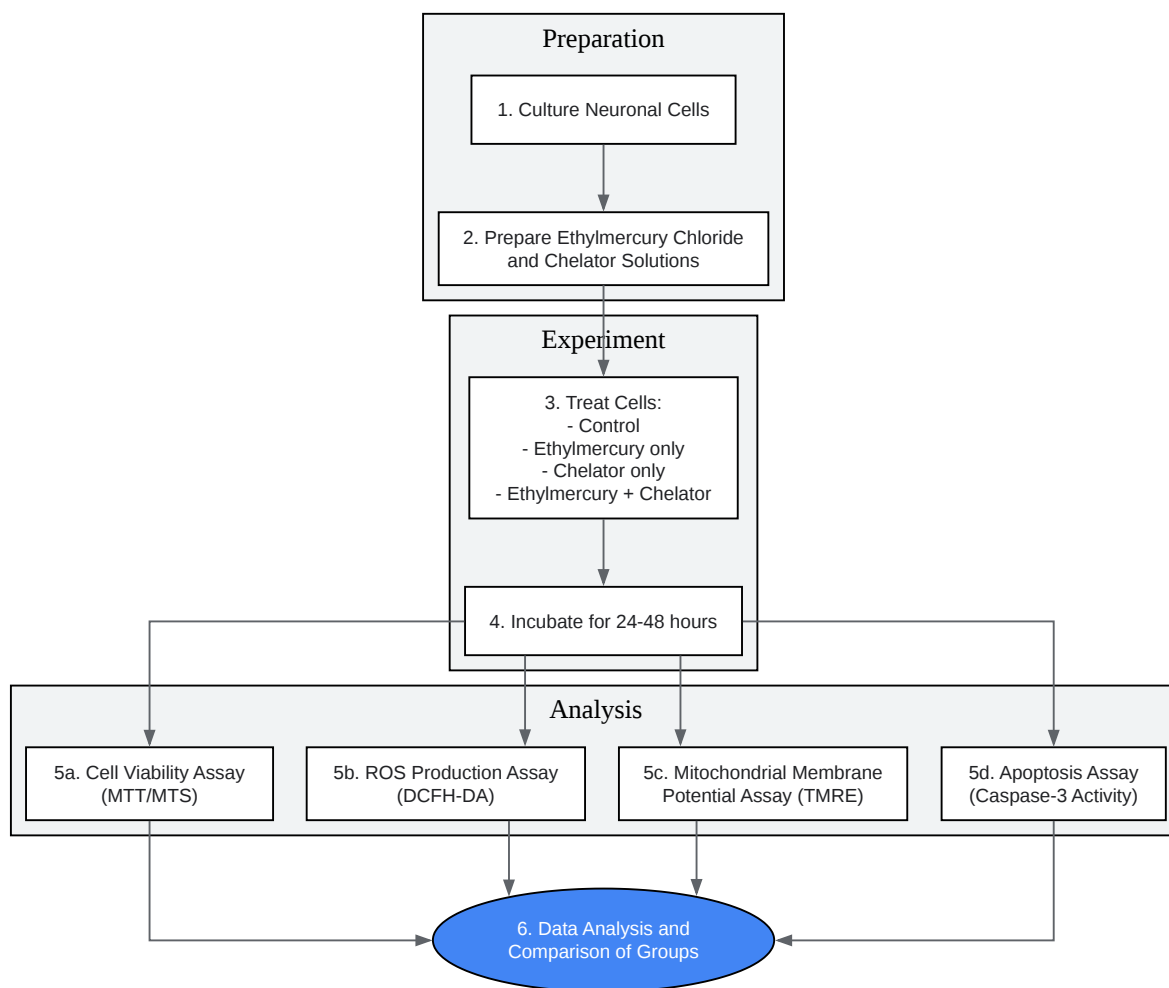 Preparation
1. Culture Neuronal Cells
2. Prepare Ethylmercury Chloride
and Chelator Solutions
Experiment
3. Treat Cells:
- Control
- Ethylmercury only
- Chelator only
- Ethylmercury + Chelator
4. Incubate for 24-48 hours
Analysis
5a. Cell Viability Assay
(MTT/MTS)
5b. ROS Production Assay
(DCFH-DA)
5c. Mitochondrial Membrane
Potential Assay (TMRE)
5d. Apoptosis Assay
(Caspase-3 Activity)
6. Data Analysis and
Comparison of Groups